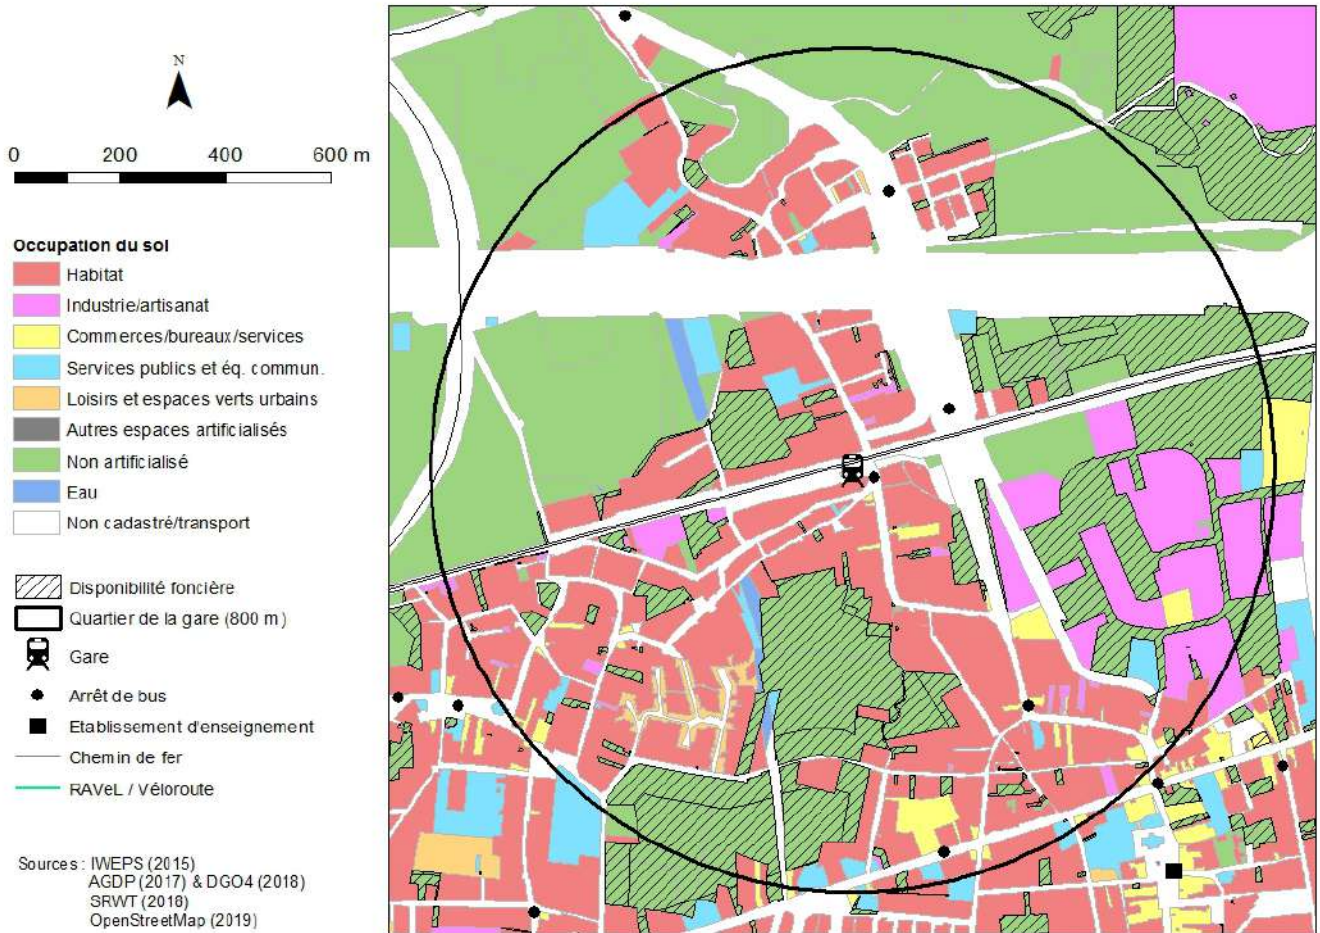 N
0 200 400 600 m
Occupation du sol
Habitat
Industrie/artisanat
Commerces/bureaux/services
Services publics et éq. commun.
Loisirs et espaces verts urbains
Autres espaces artificialisés
Non artificialisé
Eau
Non cadastré/transport
Disponibilité foncière
Quartier de la gare (800 m)
Gare
Arrêt de bus
Etablissement d'enseignement
Chemin de fer
RAVeL / Véloroute
Sources : IWEPS (2015)
AGDP (2017) & DGO4 (2018)
SRWT (2018)
OpenStreetMap (2019)